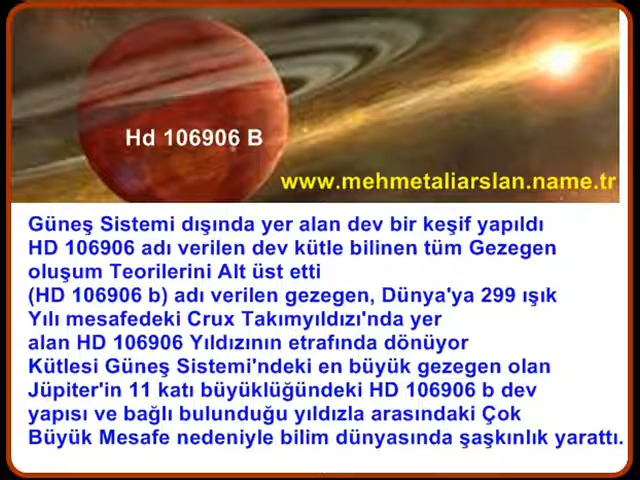 Hd 106906 B
www.mehmetaliarslan.name.tr
Güneş Sistemi dışında yer alan dev bir keşif yapıldı
HD 106906 adı verilen dev kütle bilinen tüm Gezegen
oluşum Teorilerini Alt üst etti
(HD 106906 b) adı verilen gezegen, Dünya'ya 299 ışık
Yılı mesafedeki Crux Takımyıldızı'nda yer
alan HD 106906 Yıldızının etrafında dönüyor
Kütlesi Güneş Sistemi'ndeki en büyük gezegen olan
Jüpiter'in 11 katı büyüklüğündeki HD 106906 b dev
yapısı ve bağlı bulunduğu yıldızla arasındaki Çok
Büyük Mesafe nedeniyle bilim dünyasında şaşkınlık yarattı.